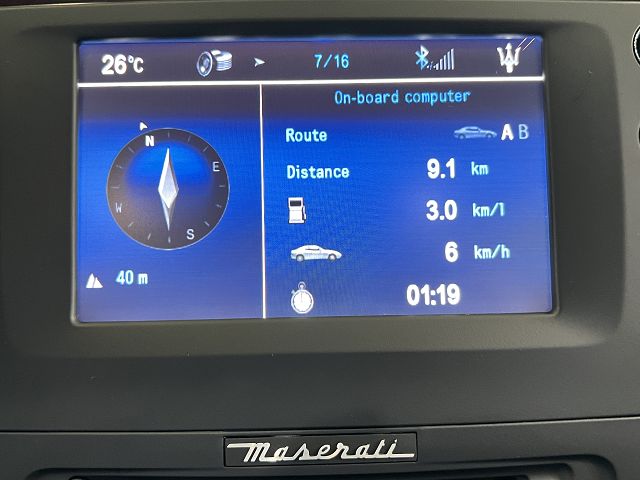 26°C 7/16
On-board computer
Route A B
Distance 9.1 km
3.0 km/l
6 km/h
01:19
N
E
W
S
40 m
Maserati